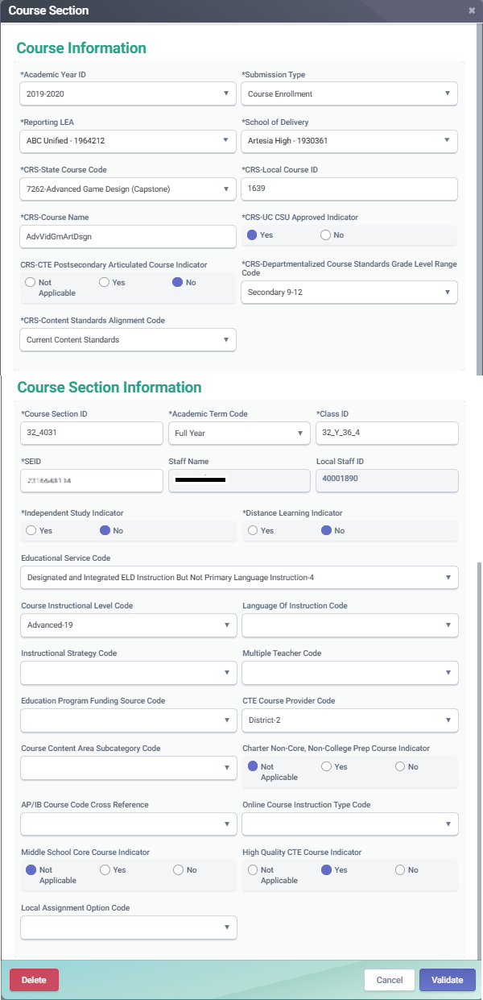 Course Section
Course Information
*Academic Year ID
*Submission Type
2019-2020
Course Enrollment
*Reporting LEA
*School of Delivery
ABC Unified - 1964212
Artesia High - 1930361
*CRS-State Course Code
*CRS-Local Course ID
7262-Advanced Game Design (Capstone)
1639
*CRS-Course Name
*CRS-UC CSU Approved Indicator
AdvVidGmArtDsgn
Yes
No
CRS-CTE Postsecondary Articulated Course Indicator
*CRS-Departmentalized Course Standards Grade Level Range
Code
Not
Applicable
Yes
No
Secondary 9-12
*CRS-Content Standards Alignment Code
Current Content Standards
Course Section Information
*Course Section ID
*Academic Term Code
*Class ID
32_4031
Full Year
32_Y_36_4
*SEID
Staff Name
Local Staff ID
40001890
*Independent Study Indicator
*Distance Learning Indicator
Yes
No
Yes
No
Educational Service Code
Designated and Integrated ELD Instruction But Not Primary Language Instruction-4
Course Instructional Level Code
Language Of Instruction Code
Advanced-19
Instructional Strategy Code
Multiple Teacher Code
Education Program Funding Source Code
CTE Course Provider Code
District-2
Course Content Area Subcategory Code
Charter Non-Core, Non-College Prep Course Indicator
Not
Applicable
Yes
No
AP/IB Course Code Cross Reference
Online Course Instruction Type Code
Middle School Core Course Indicator
High Quality CTE Course Indicator
Not
Applicable
Yes
No
Not
Applicable
Yes
No
Local Assignment Option Code
Delete
Cancel
Validate